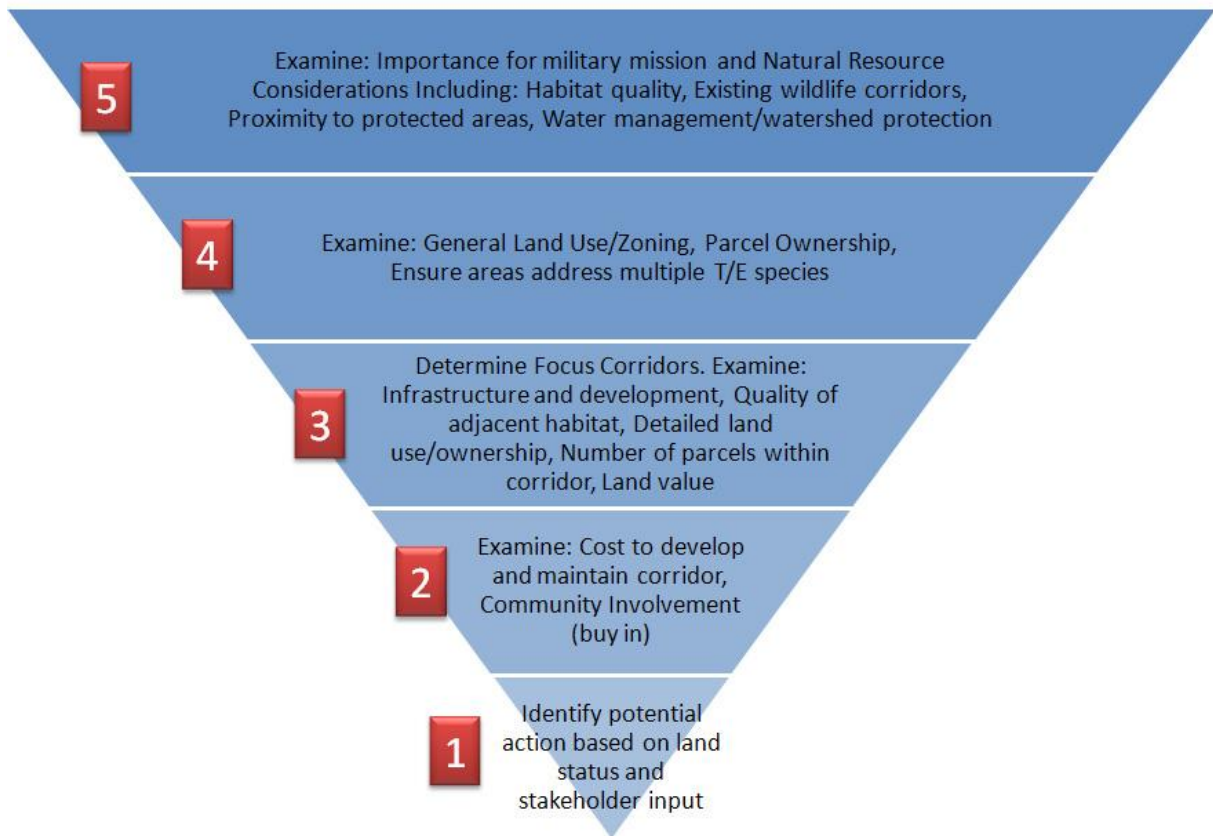 5
Examine: Importance for military mission and Natural Resource
Considerations Including: Habitat quality, Existing wildlife corridors,
Proximity to protected areas, Water management/watershed protection
4
Examine: General Land Use/Zoning, Parcel Ownership,
Ensure areas address multiple T/E species
3
Determine Focus Corridors. Examine:
Infrastructure and development, Quality of
adjacent habitat, Detailed land
use/ownership, Number of parcels within
corridor, Land value
2
Examine: Cost to develop
and maintain corridor,
Community Involvement
(buy in)
1
Identify potential
action based on land
status and
stakeholder input